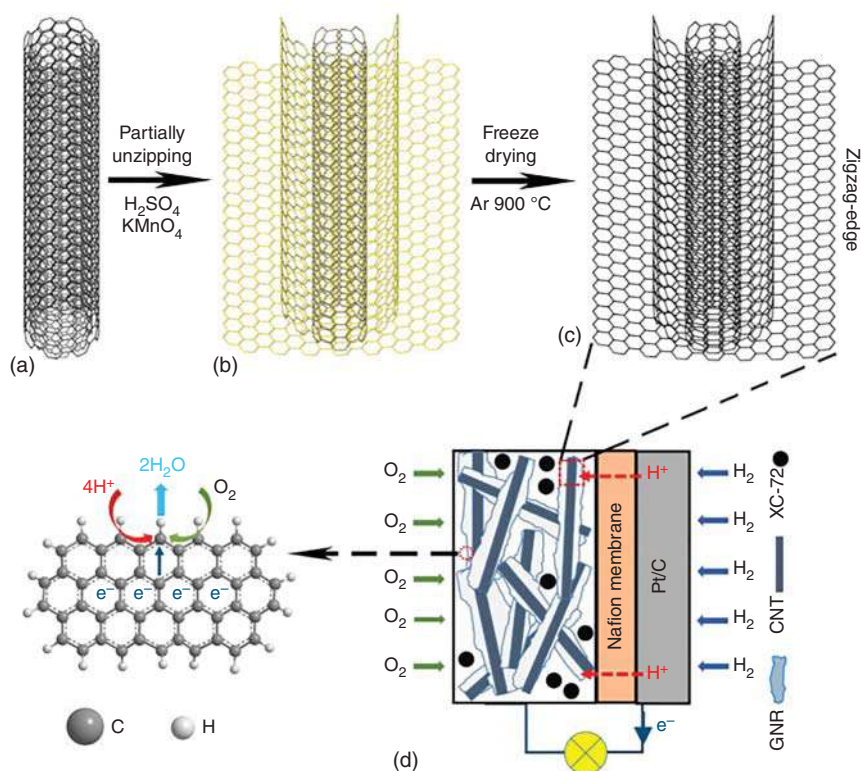 Partially
unzipping
H₂SO₄
KMnO₄
Freeze
drying
Ar 900 °C
Zigzag-edge
(a)
(b)
(c)
2H₂O
4H⁺
O₂
e⁻ e⁻ e⁻ e⁻
C
H
O₂
O₂
O₂
O₂
O₂
H⁺
H⁺
Nafion membrane
Pt/C
H₂
H₂
H₂
H₂
H₂
e⁻
(d)
XC-72
CNT
GNR